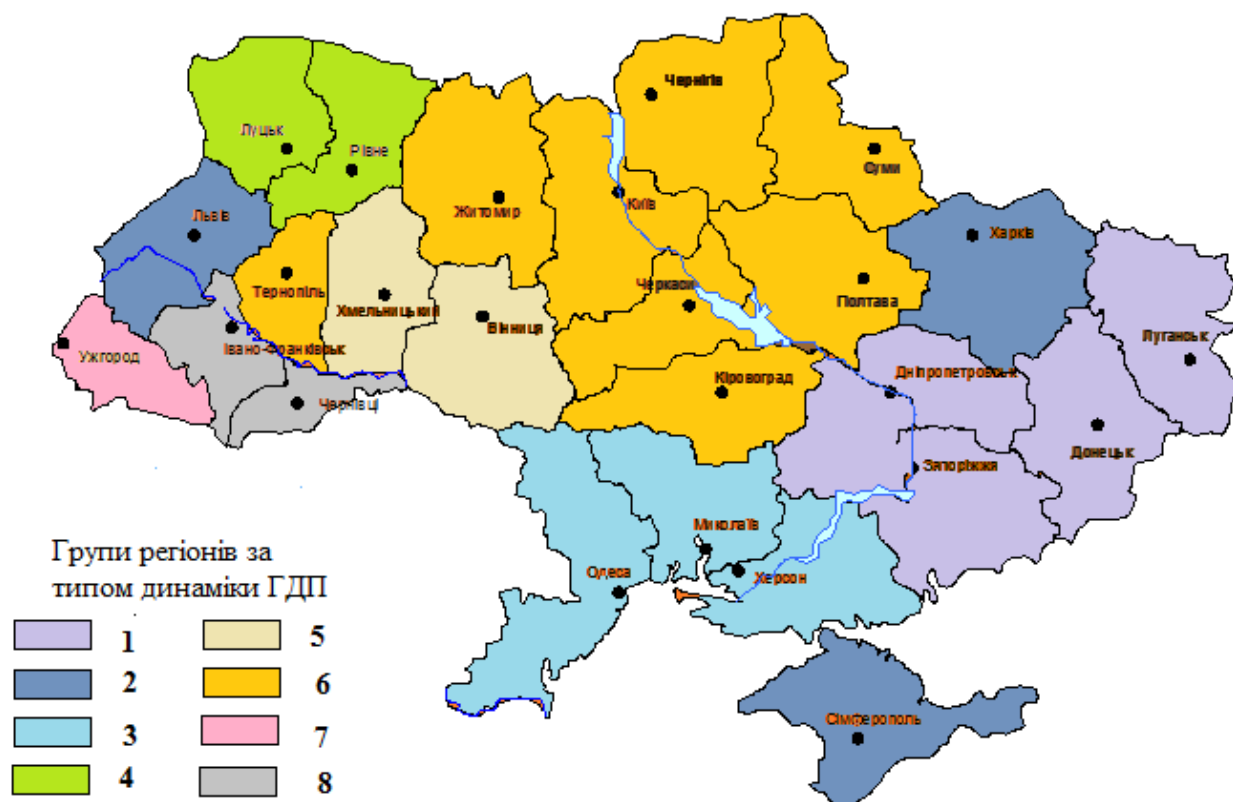 Чернігів
Луцьк
Рівне
Суми
Житомир
Київ
Львів
Харків
Тернопіль
Хмельницький
Вінниця
Черкаси
Полтава
Луганськ
Ужгород
Івано-Франківськ
Чернівці
Кіровоград
Дніпропетровськ
Донецьк
Запоріжжя
Миколаїв
Одеса
Херсон
Сімферополь
Групи регіонів за
типом динаміки ГДП
1
5
2
6
3
7
4
8